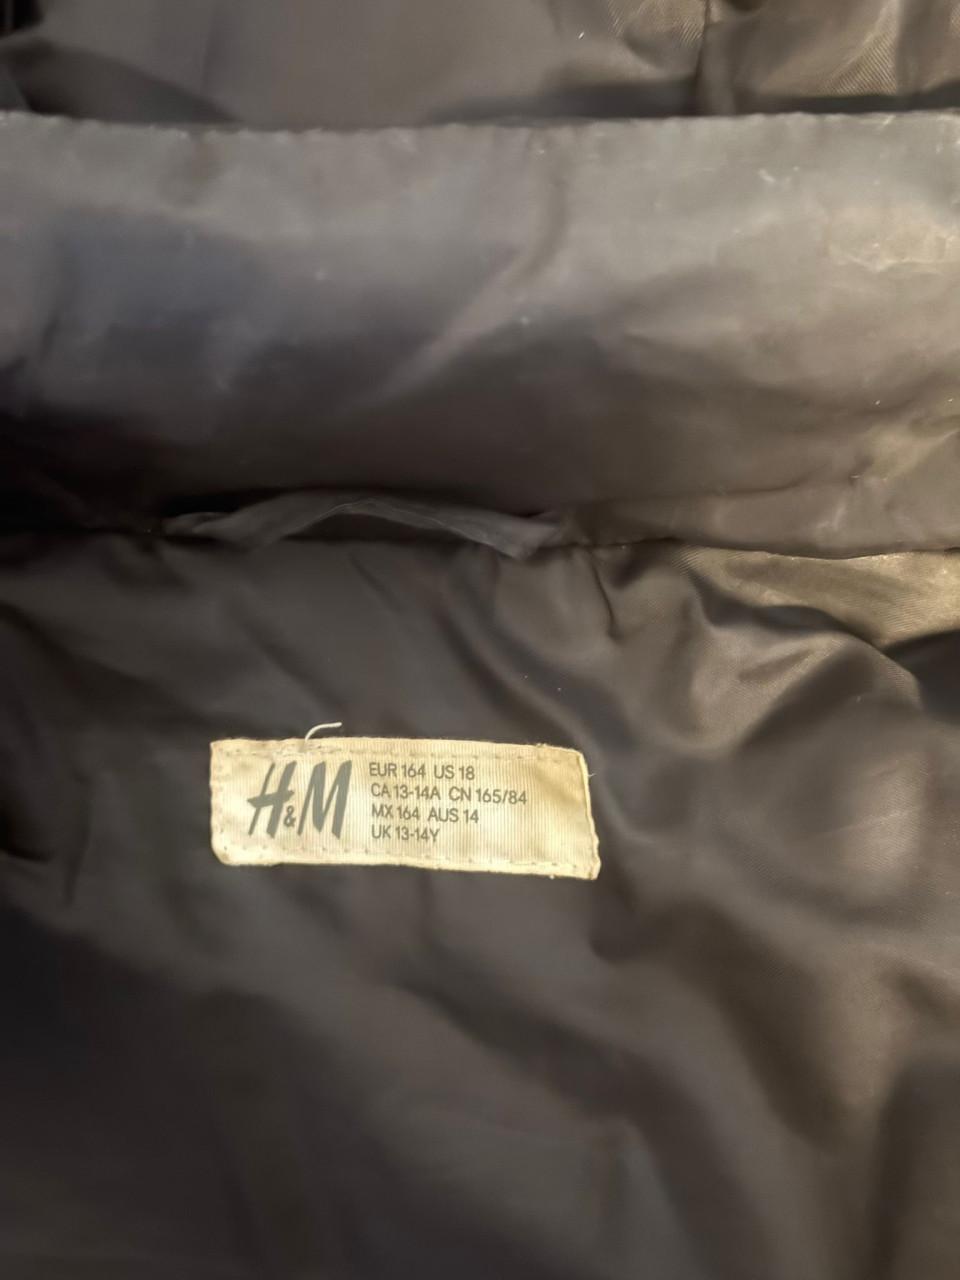 H&M
EUR 164 US 18
CA 13-14A CN 165/84
MX 164 AUS 14
UK 13-14Y